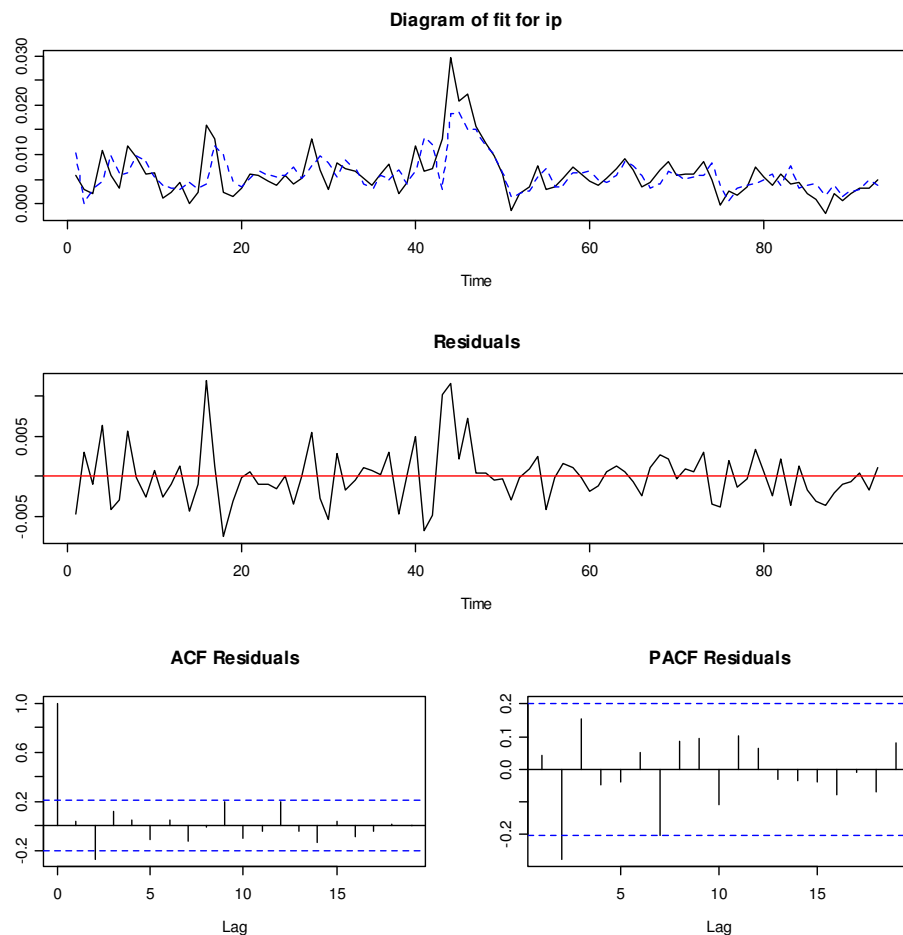 Diagram of fit for ip
0.030
0.020
0.010
0.000
0 20 40 60 80
Time
Residuals
0.005
-0.005
0 20 40 60 80
Time
ACF Residuals
1.0
0.6
0.2
-0.2
0 5 10 15
Lag
PACF Residuals
0.2
0.1
0.0
-0.2
5 10 15
Lag